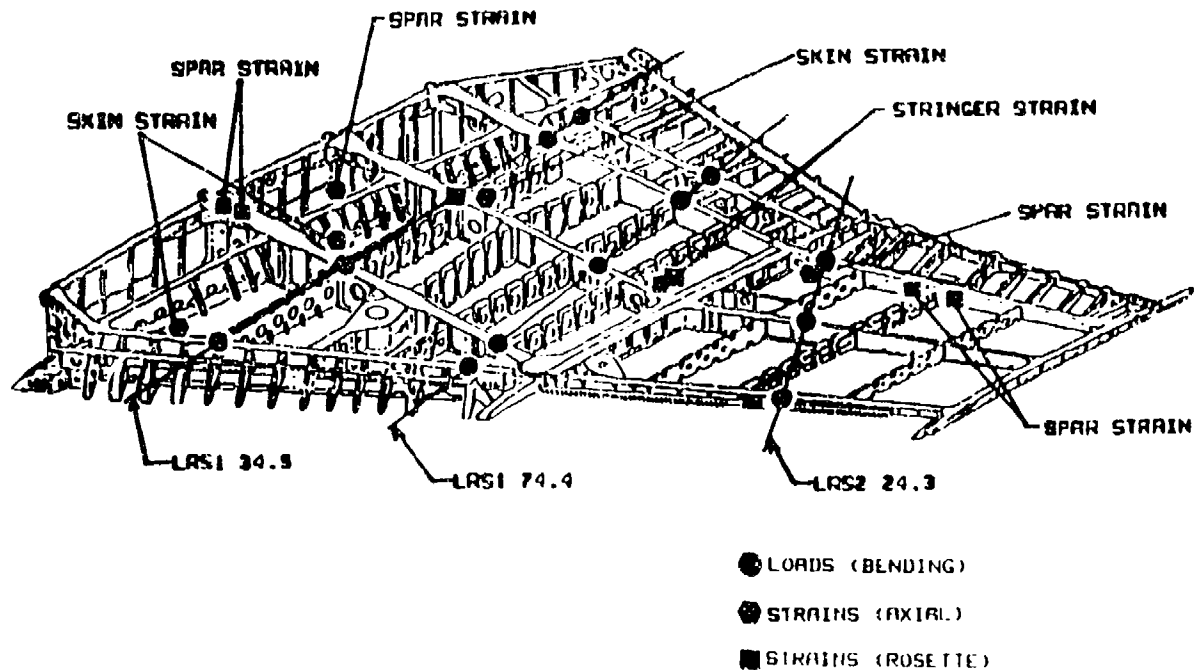 SPAR STRAIN
SPAR STRAIN
SKIN STRAIN
SKIN STRAIN
STRINGER STRAIN
SPAR STRAIN
SPAR STRAIN
LRS1 34.5
LRS1 74.4
LRS2 24.3
LOADS (BENDING)
STRAINS (AXIAL)
STRAINS (ROSETTE)